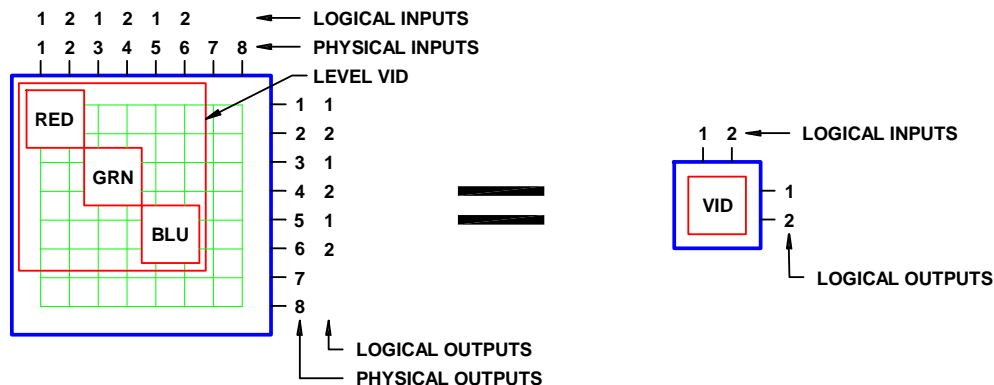 1 2 1 2 1 2 LOGICAL INPUTS
1 2 3 4 5 6 7 8 PHYSICAL INPUTS
LEVEL VID
RED
GRN
BLU
1 1
2 2
3 1
4 2
5 1
6 2
7
8
LOGICAL OUTPUTS
PHYSICAL OUTPUTS
1 2 LOGICAL INPUTS
VID
1
2
LOGICAL OUTPUTS